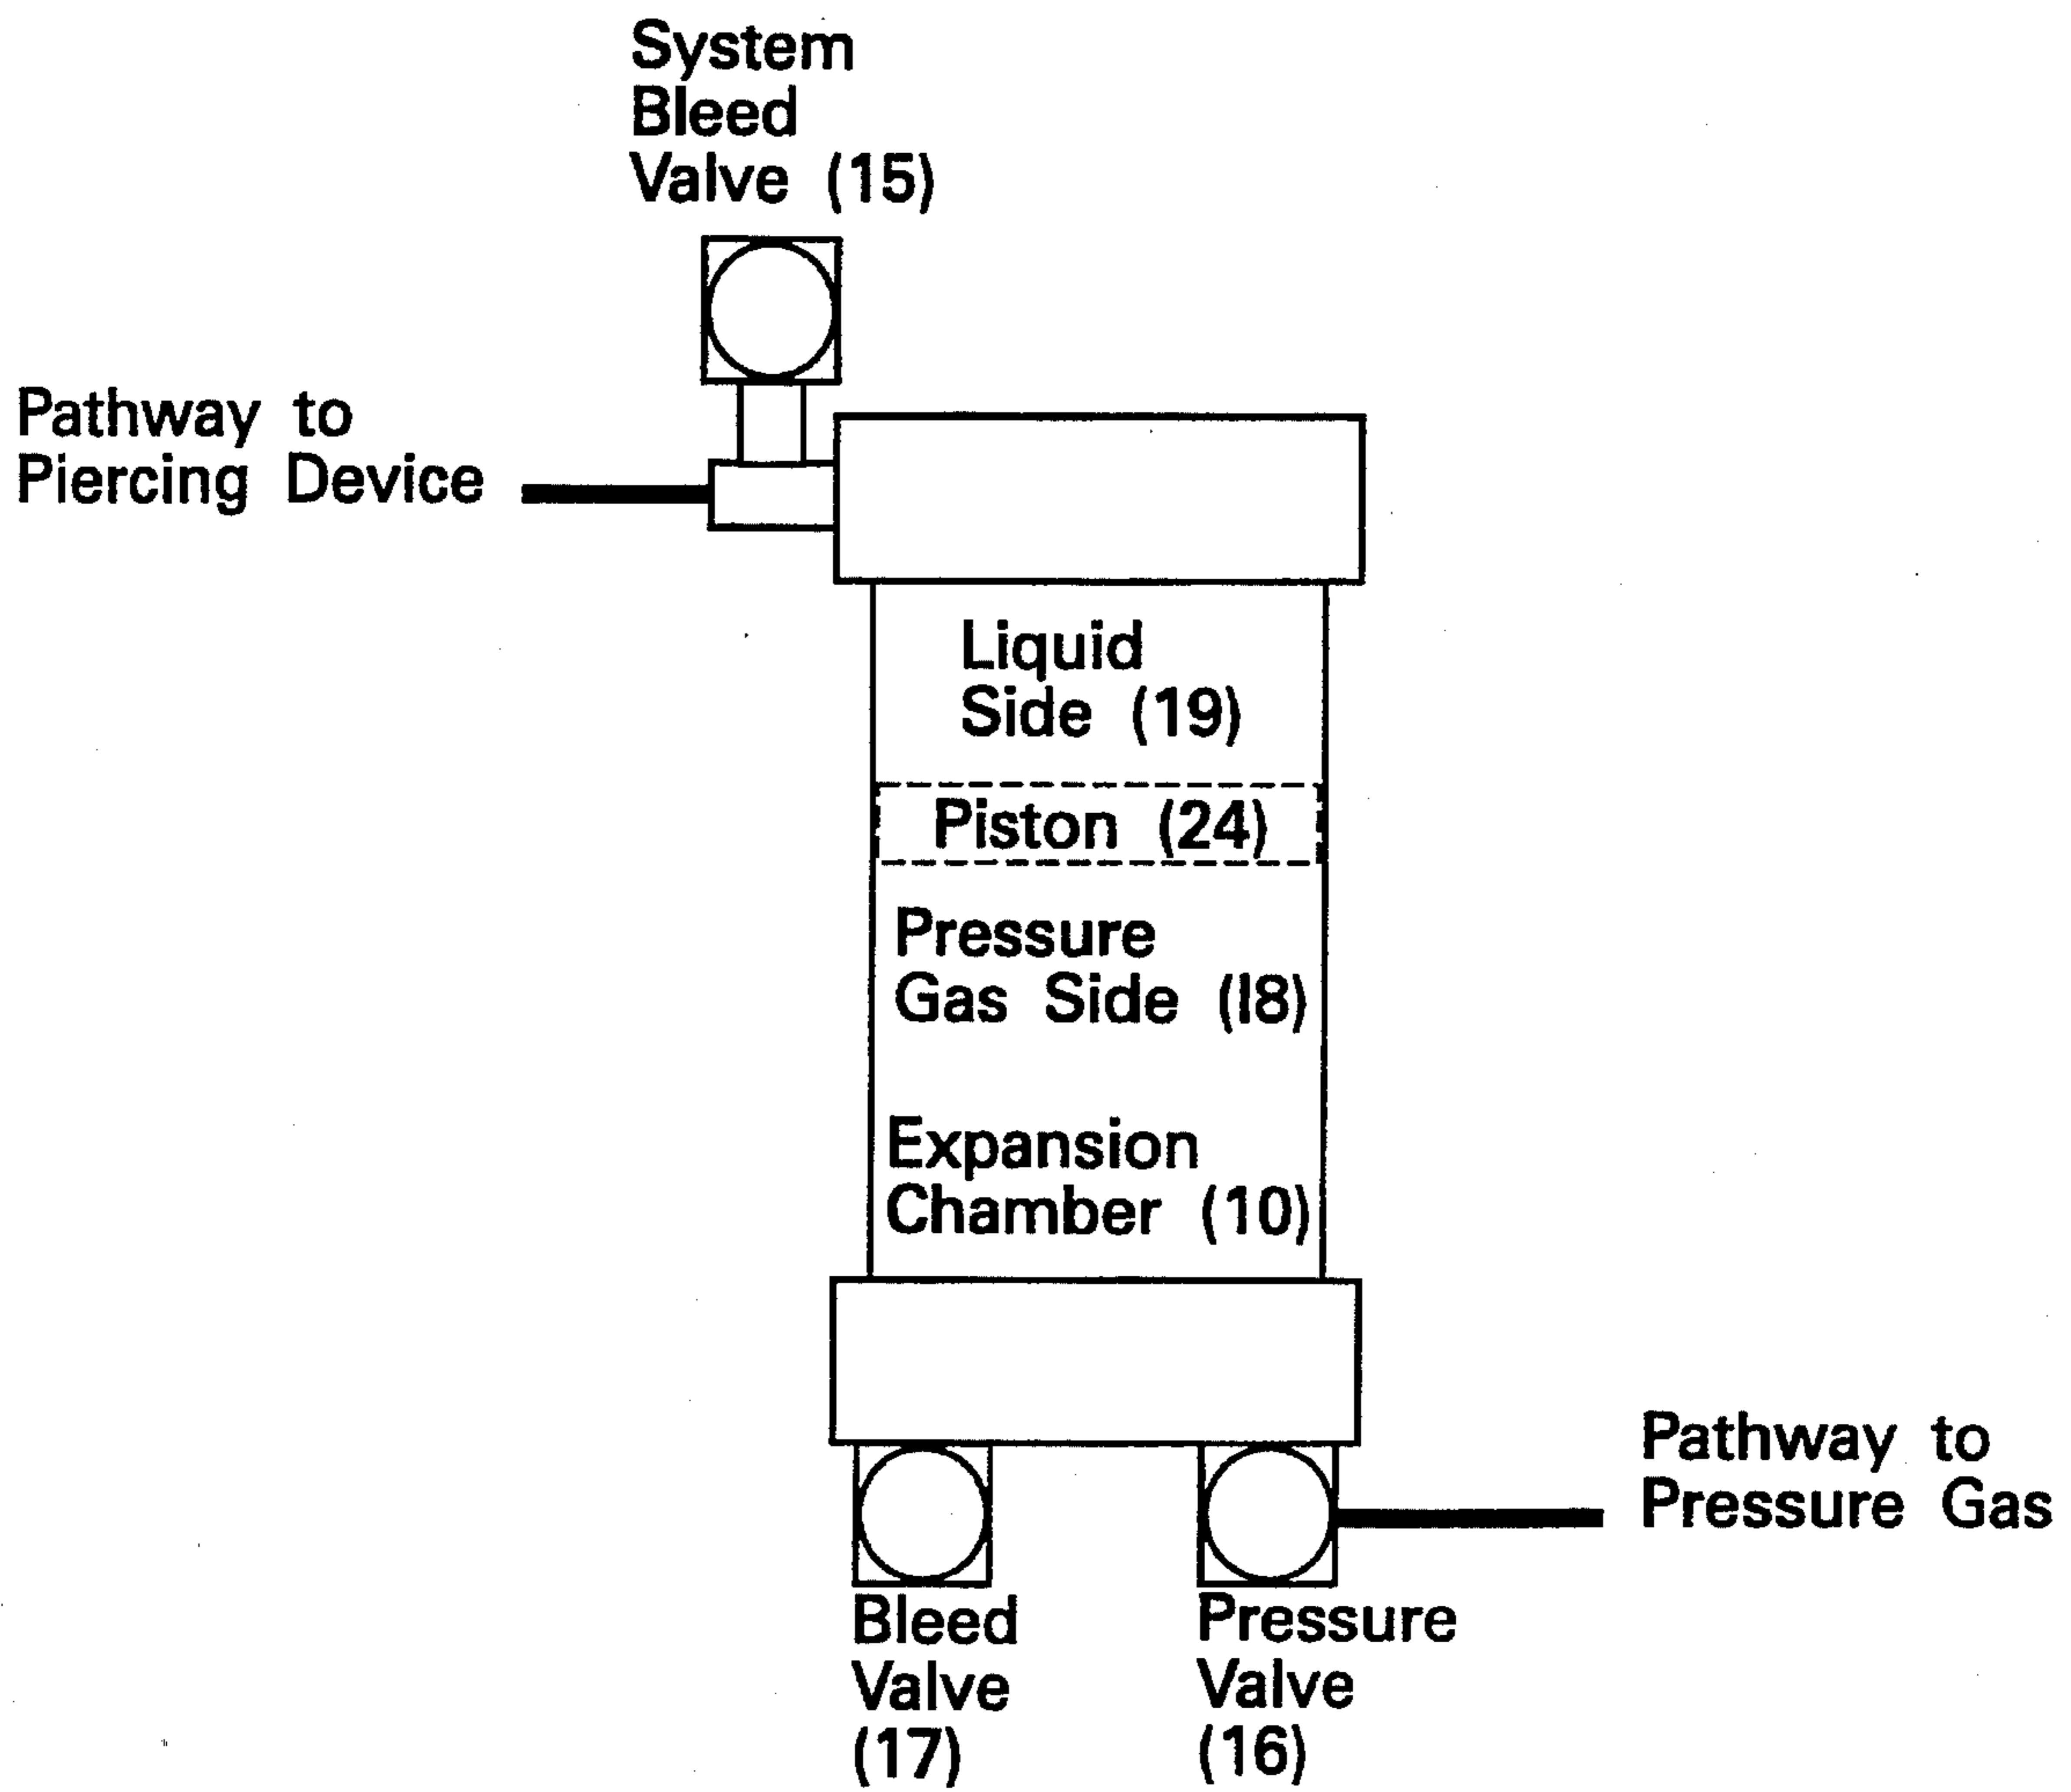 System
Bleed
Valve (15)
Pathway to
Piercing Device
Liquid
Side (19)
Piston (24)
Pressure
Gas Side (18)
Expansion
Chamber (10)
Pathway to
Pressure Gas
Bleed
Valve
(17)
Pressure
Valve
(16)